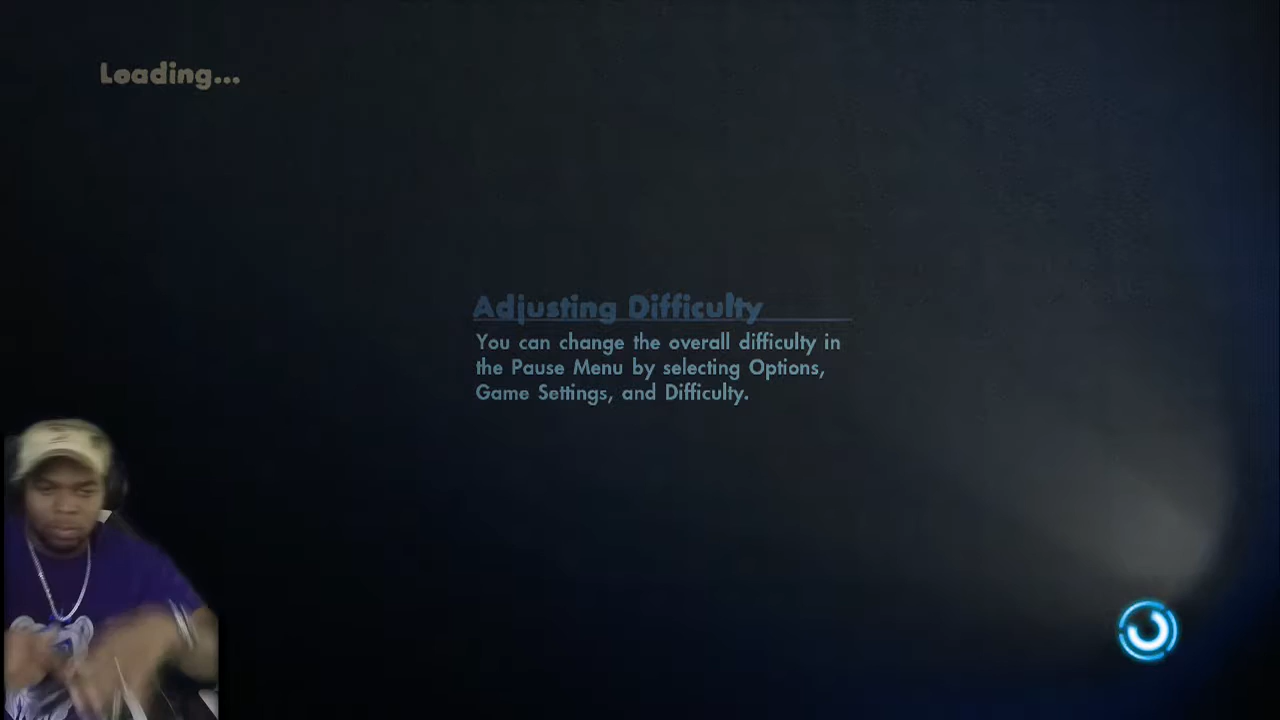 Loading...
Adjusting Difficulty
You can change the overall difficulty in
the Pause Menu by selecting Options,
Game Settings, and Difficulty.